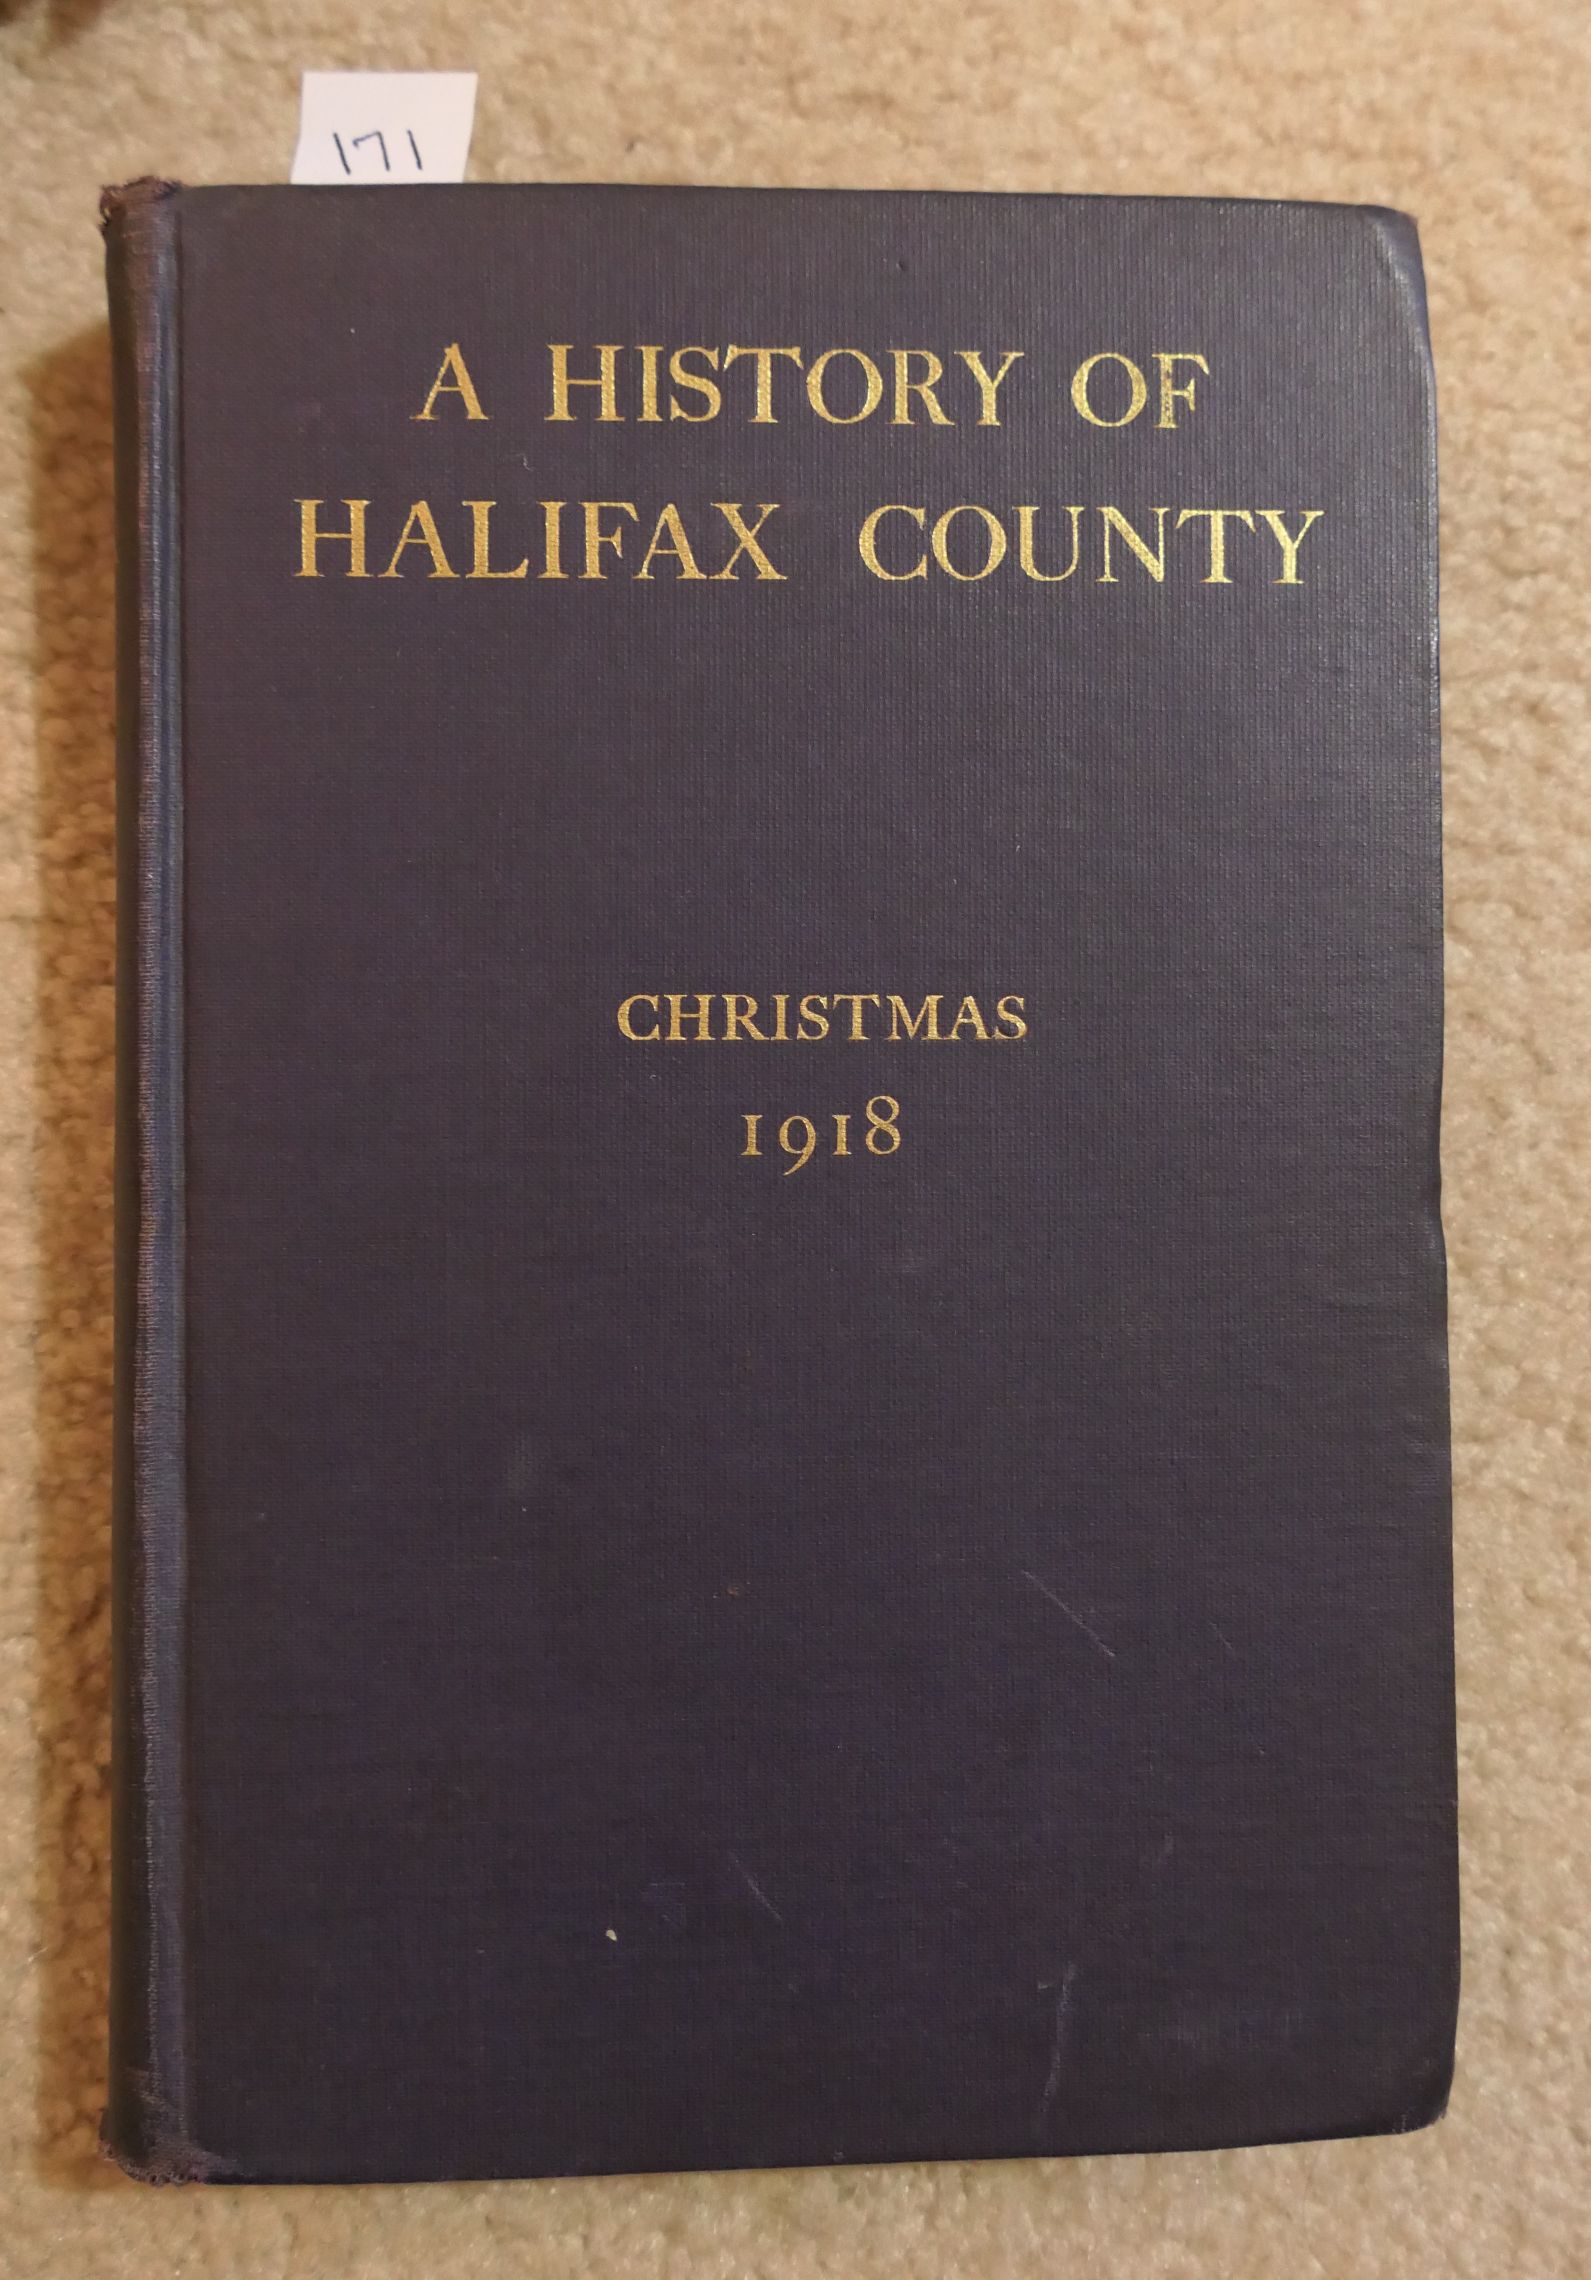 171
A HISTORY OF
HALIFAX COUNTY
CHRISTMAS
1918